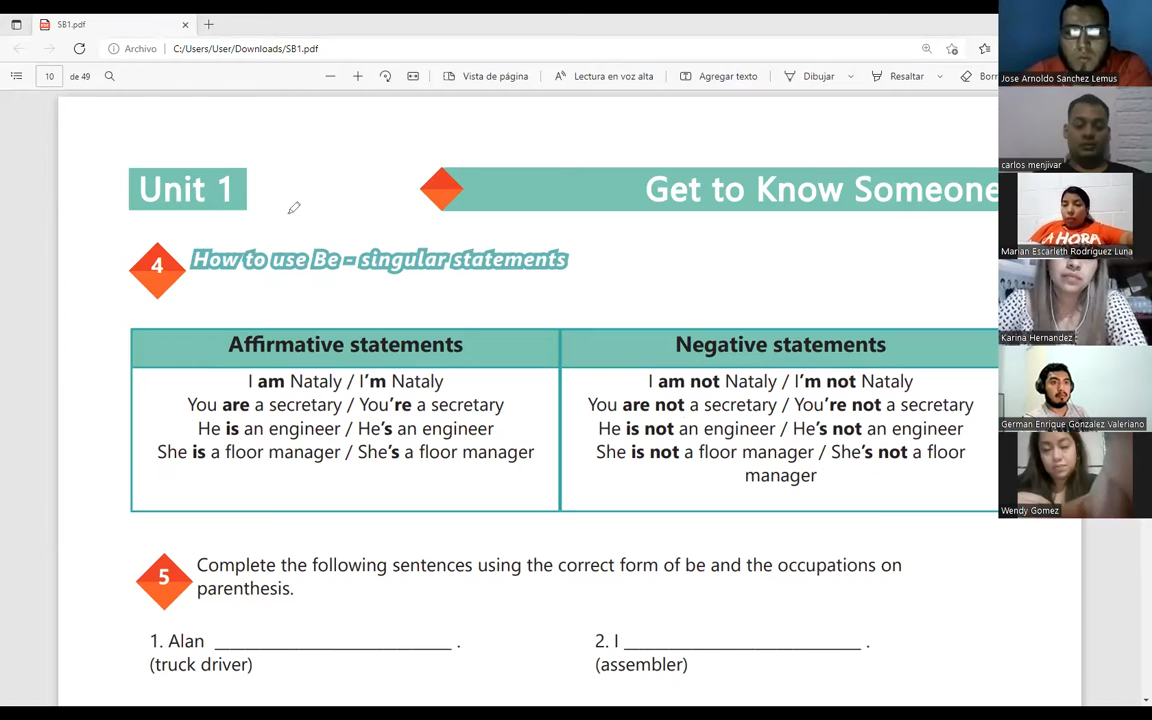 SB1.pdf
Archivo C:/Users/User/Downloads/SB1.pdf
10 de 49 Vista de página Lectura en voz alta Agregar texto Dibujar Resaltar Borr
Unit 1
Get to Know Someone
4 How to use Be - singular statements
Affirmative statements
I am Nataly / I'm Nataly
You are a secretary / You're a secretary
He is an engineer / He's an engineer
She is a floor manager / She's a floor manager
Negative statements
I am not Nataly / I'm not Nataly
You are not a secretary / You're not a secretary
He is not an engineer / He's not an engineer
She is not a floor manager / She's not a floor
manager
5 Complete the following sentences using the correct form of be and the occupations on
parenthesis.
1. Alan __________________________ .
(truck driver)
2. I __________________________ .
(assembler)
Jose Arnoldo Sanchez Lemus
carlos menjivar
A HORA
Marian Escarleth Rodríguez Luna
Karina Hernandez
German Enrique Gonzalez Valeriano
Wendy Gomez